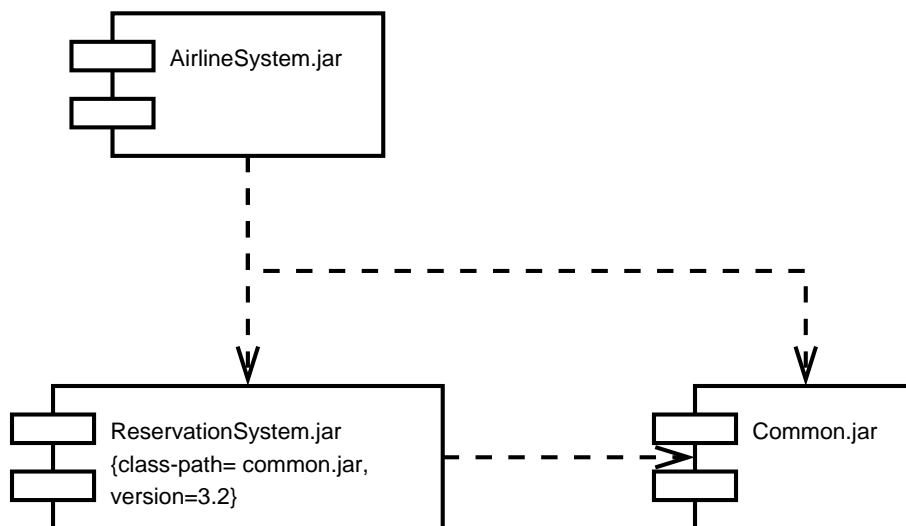 AirlineSystem.jar
ReservationSystem.jar
{class-path= common.jar,
version=3.2}
Common.jar